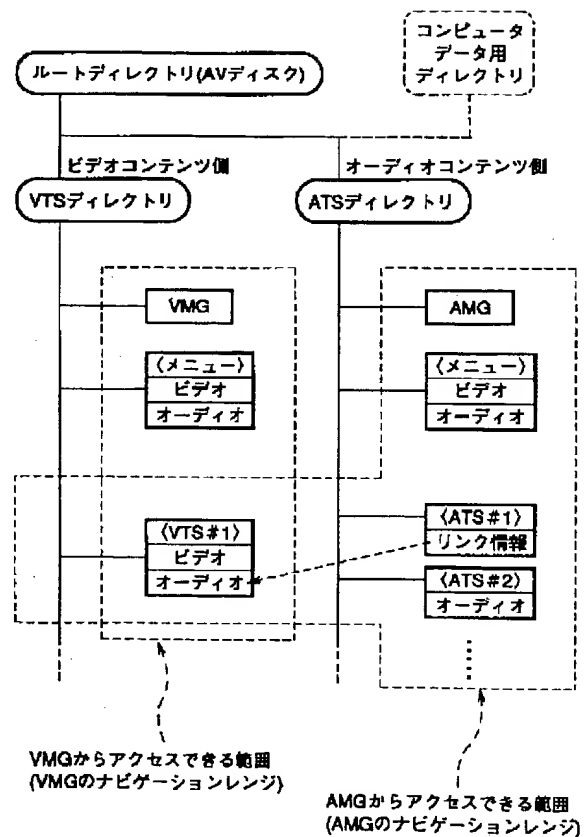 コンピュータ
データ用
ディレクトリ
ルートディレクトリ(AVディスク)
ビデオコンテンツ側
オーディオコンテンツ側
VTSディレクトリ
ATSディレクトリ
VMG
AMG
〈メニュー〉
ビデオ
オーディオ
〈メニュー〉
ビデオ
オーディオ
〈VTS#1〉
ビデオ
オーディオ
〈ATS#1〉
リンク情報
〈ATS#2〉
オーディオ
VMGからアクセスできる範囲
(VMGのナビゲーションレンジ)
AMGからアクセスできる範囲
(AMGのナビゲーションレンジ)